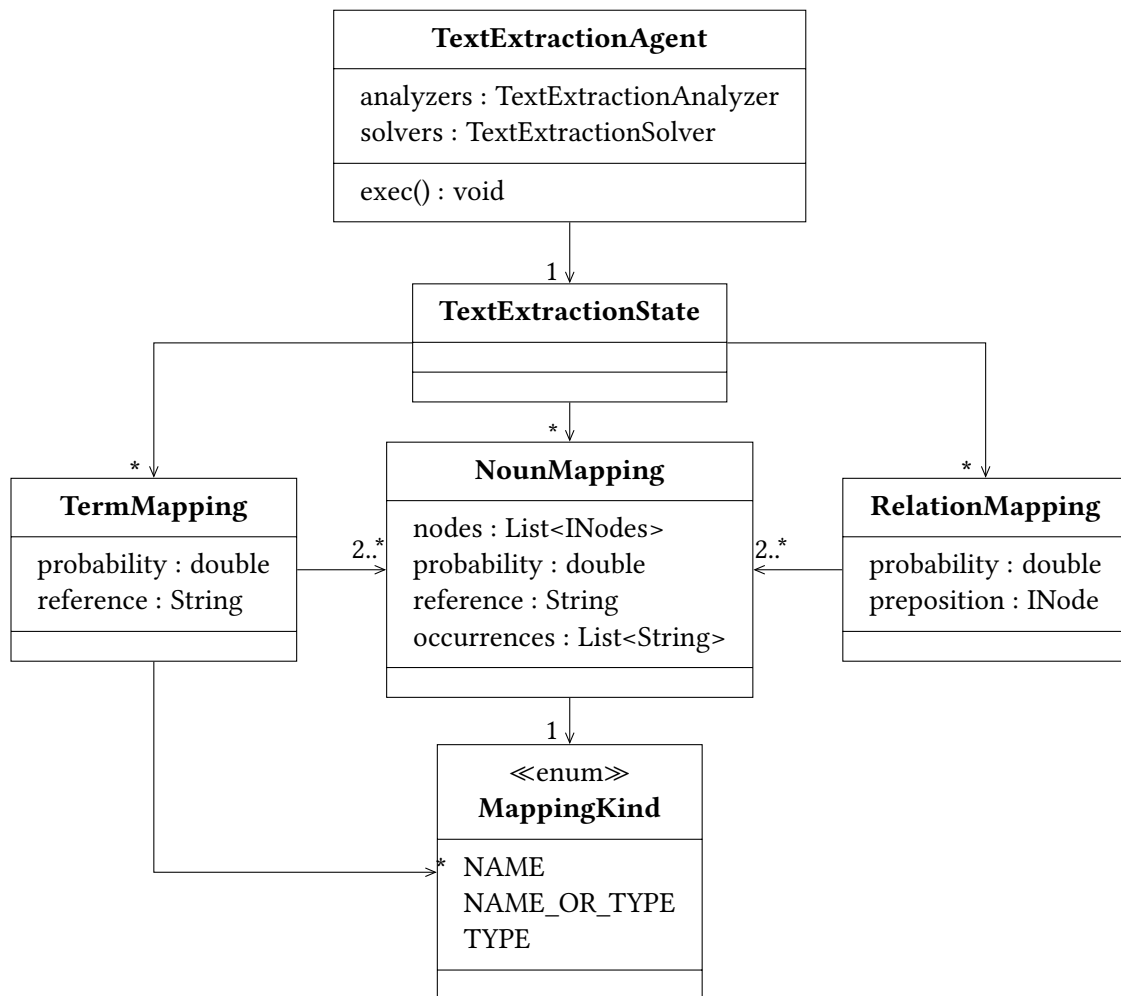 TextExtractionAgent
analyzers : TextExtractionAnalyzer
solvers : TextExtractionSolver
exec() : void
1
TextExtractionState
*
*
*
TermMapping
probability : double
reference : String
2..*
NounMapping
nodes : List<INodes>
probability : double
reference : String
occurrences : List<String>
2..*
RelationMapping
probability : double
preposition : INode
1
≪enum≫
MappingKind
*
NAME
NAME_OR_TYPE
TYPE